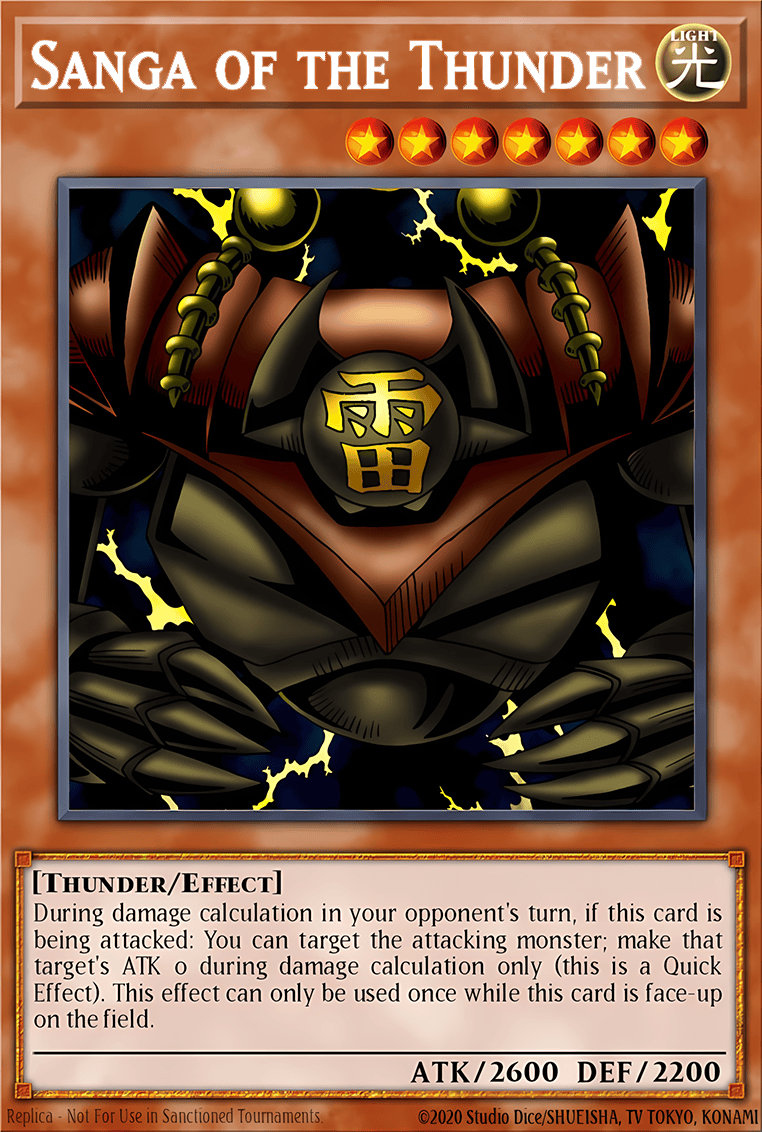 SANGA OF THE THUNDER
LIGHT
光
雷
[THUNDER/EFFECT]
During damage calculation in your opponent's turn, if this card is
being attacked: You can target the attacking monster; make that
target's ATK 0 during damage calculation only (this is a Quick
Effect). This effect can only be used once while this card is face-up
on the field.
ATK/2600 DEF/2200
Replica - Not For Use in Sanctioned Tournaments.
©2020 Studio Dice/SHUEISHA, TV TOKYO, KONAMI